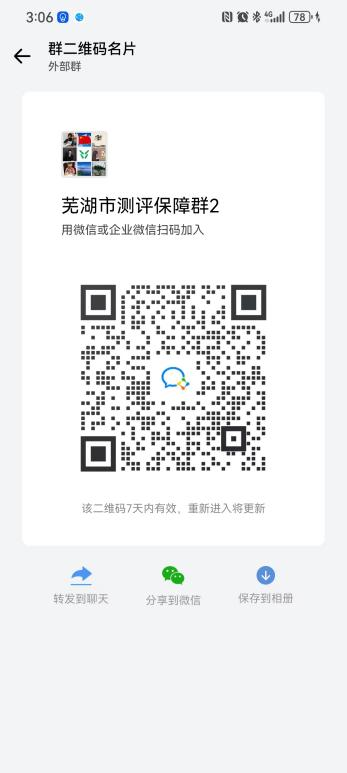 3:06
4G
78
群二维码名片
外部群
芜湖市测评保障群2
用微信或企业微信扫码加入
该二维码7天内有效，重新进入将更新
转发到聊天
分享到微信
保存到相册